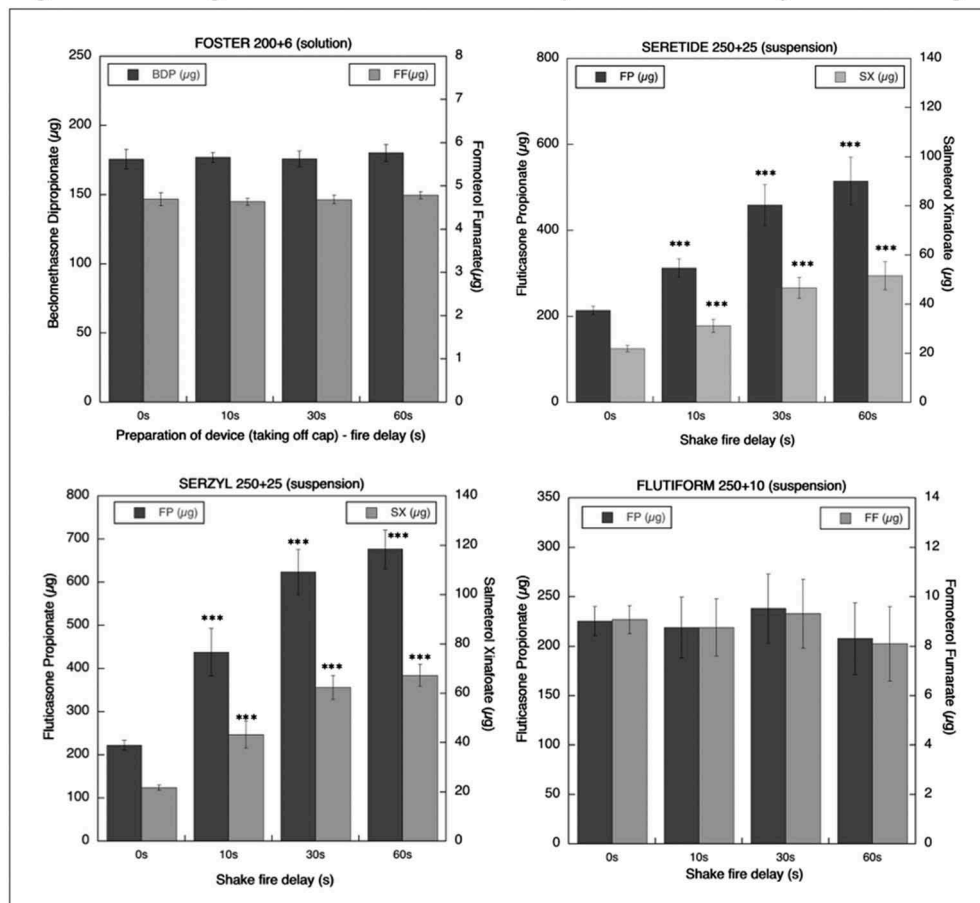 FOSTER 200+6 (solution)
BDP (µg)
FF(µg)
Beclomethasone Dipropionate (µg)
250
200
150
100
50
0
Formoterol Fumarate(µg)
8
7
6
5
4
3
2
1
0
0s 10s 30s 60s
Preparation of device (taking off cap) - fire delay (s)
SERETIDE 250+25 (suspension)
FP (µg)
SX (µg)
Fluticasone Propionate (µg)
800
600
400
200
0
Salmeterol Xinafoate (µg)
140
120
100
80
60
40
20
0
***
***
***
***
***
***
0s 10s 30s 60s
Shake fire delay (s)
SERZYL 250+25 (suspension)
FP (µg)
SX (µg)
Fluticasone Propionate (µg)
800
700
600
500
400
300
200
100
0
Salmeterol Xinafoate (µg)
140
120
100
80
60
40
20
0
***
***
***
***
***
***
0s 10s 30s 60s
Shake fire delay (s)
FLUTIFORM 250+10 (suspension)
FP (µg)
FF (µg)
Fluticasone Propionate (µg)
350
300
250
200
150
100
50
0
Formoterol Fumarate (µg)
14
12
10
8
6
4
2
0
0s 10s 30s 60s
Shake fire delay (s)